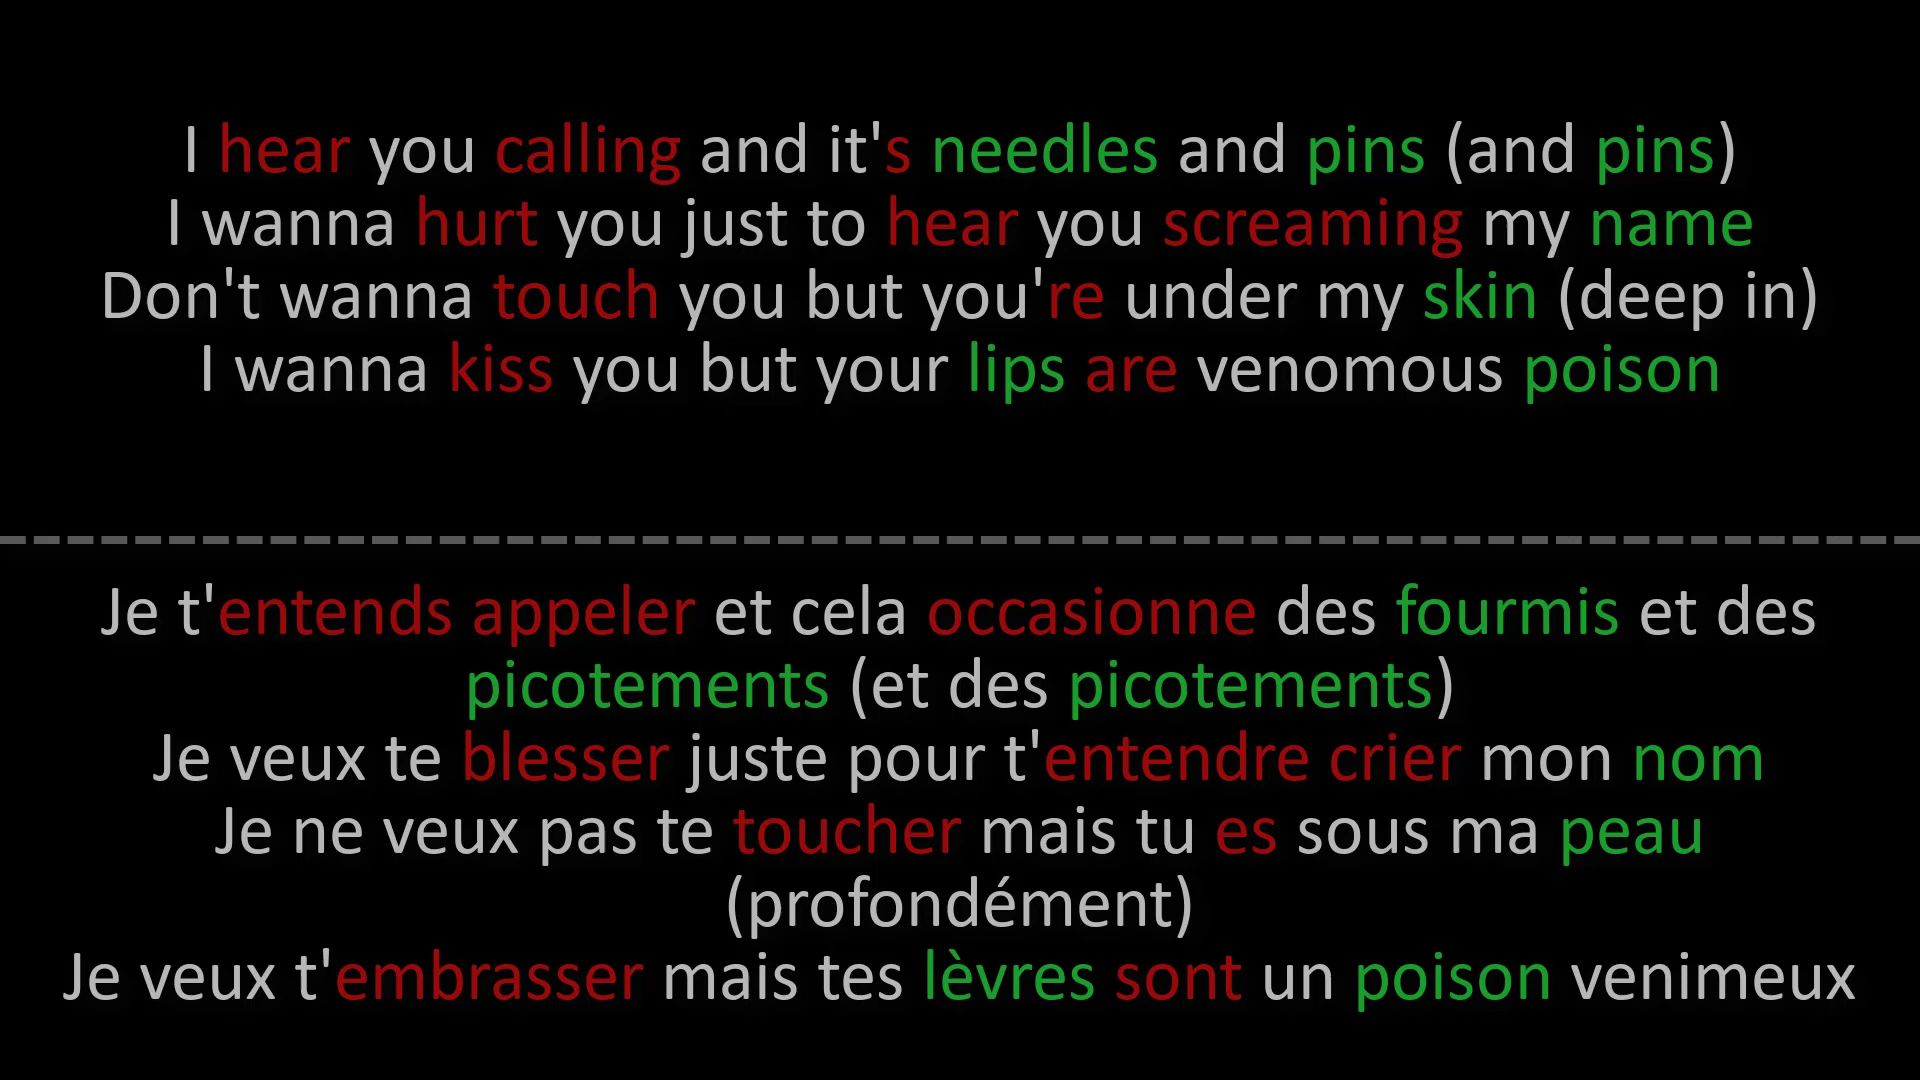 I hear you calling and it's needles and pins (and pins)
I wanna hurt you just to hear you screaming my name
Don't wanna touch you but you're under my skin (deep in)
I wanna kiss you but your lips are venomous poison
Je t'entends appeler et cela occasionne des fourmis et des
picotements (et des picotements)
Je veux te blesser juste pour t'entendre crier mon nom
Je ne veux pas te toucher mais tu es sous ma peau
(profondément)
Je veux t'embrasser mais tes lèvres sont un poison venimeux